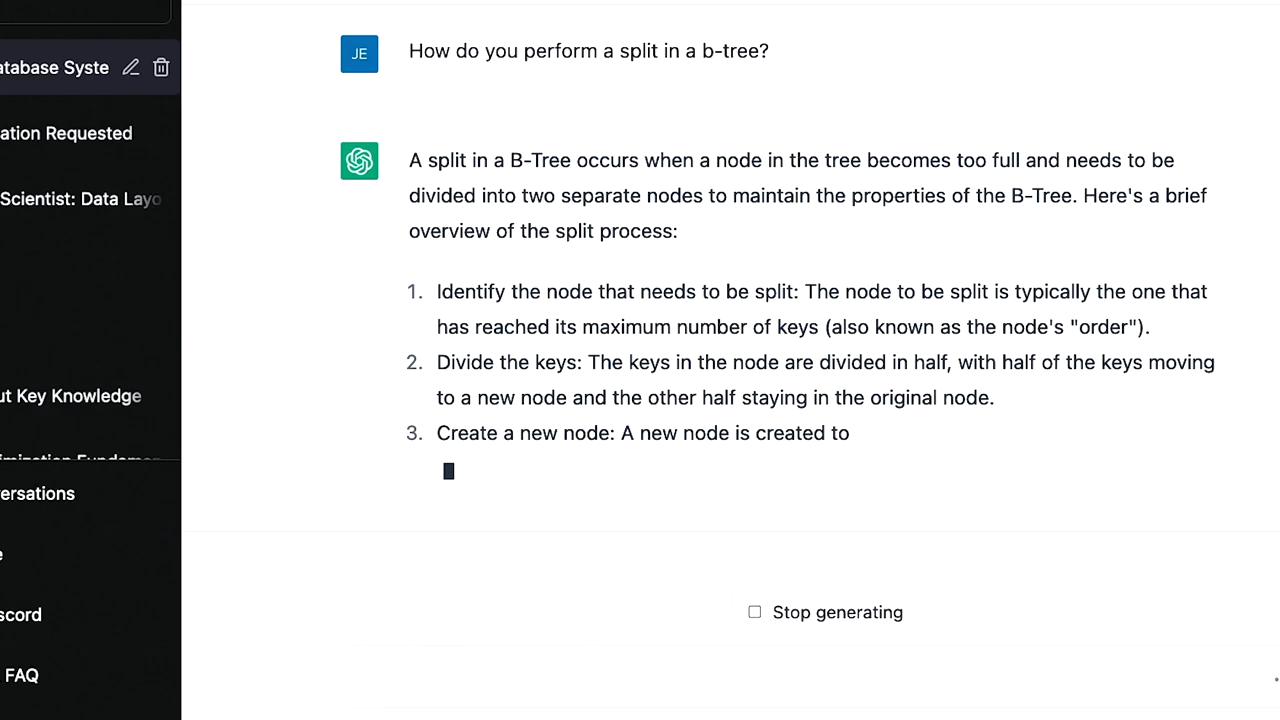 atabase Syste
ation Requested
Scientist: Data Layo
ut Key Knowledge
ersations
e
scord
FAQ
JE
How do you perform a split in a b-tree?
A split in a B-Tree occurs when a node in the tree becomes too full and needs to be
divided into two separate nodes to maintain the properties of the B-Tree. Here's a brief
overview of the split process:
1. Identify the node that needs to be split: The node to be split is typically the one that
has reached its maximum number of keys (also known as the node's "order").
2. Divide the keys: The keys in the node are divided in half, with half of the keys moving
to a new node and the other half staying in the original node.
3. Create a new node: A new node is created to
Stop generating